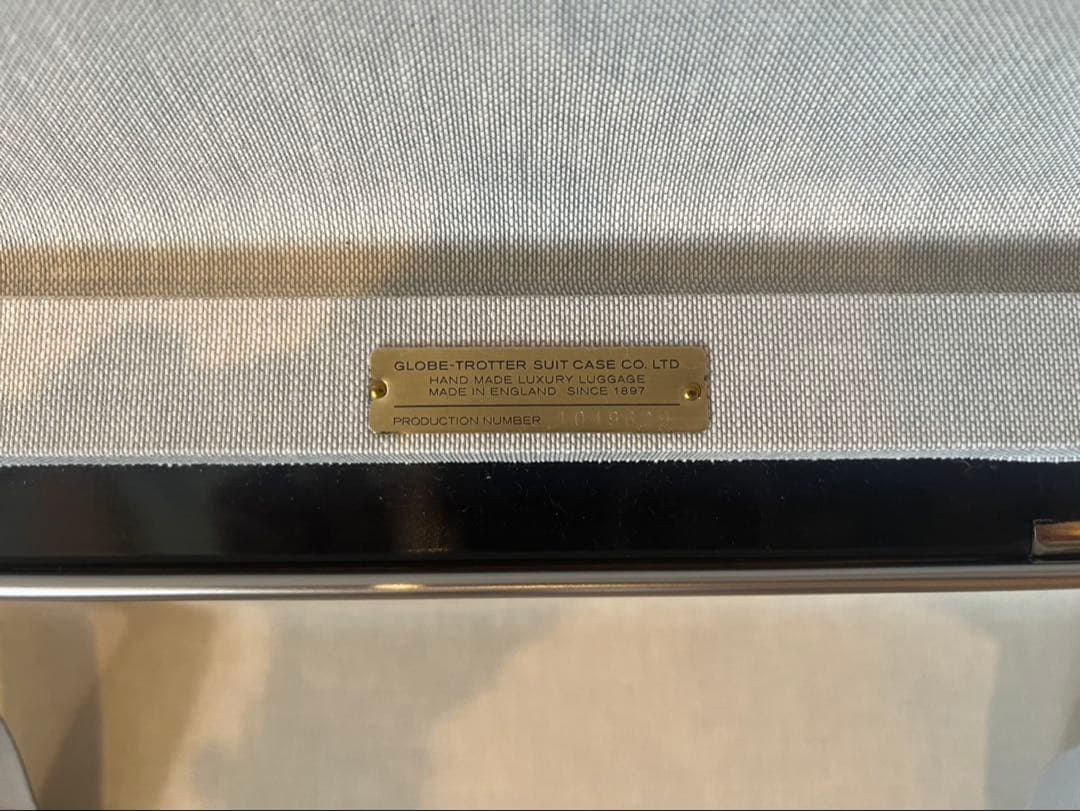 GLOBE-TROTTER SUIT CASE CO. LTD
HAND MADE LUXURY LUGGAGE
MADE IN ENGLAND SINCE 1897
PRODUCTION NUMBER